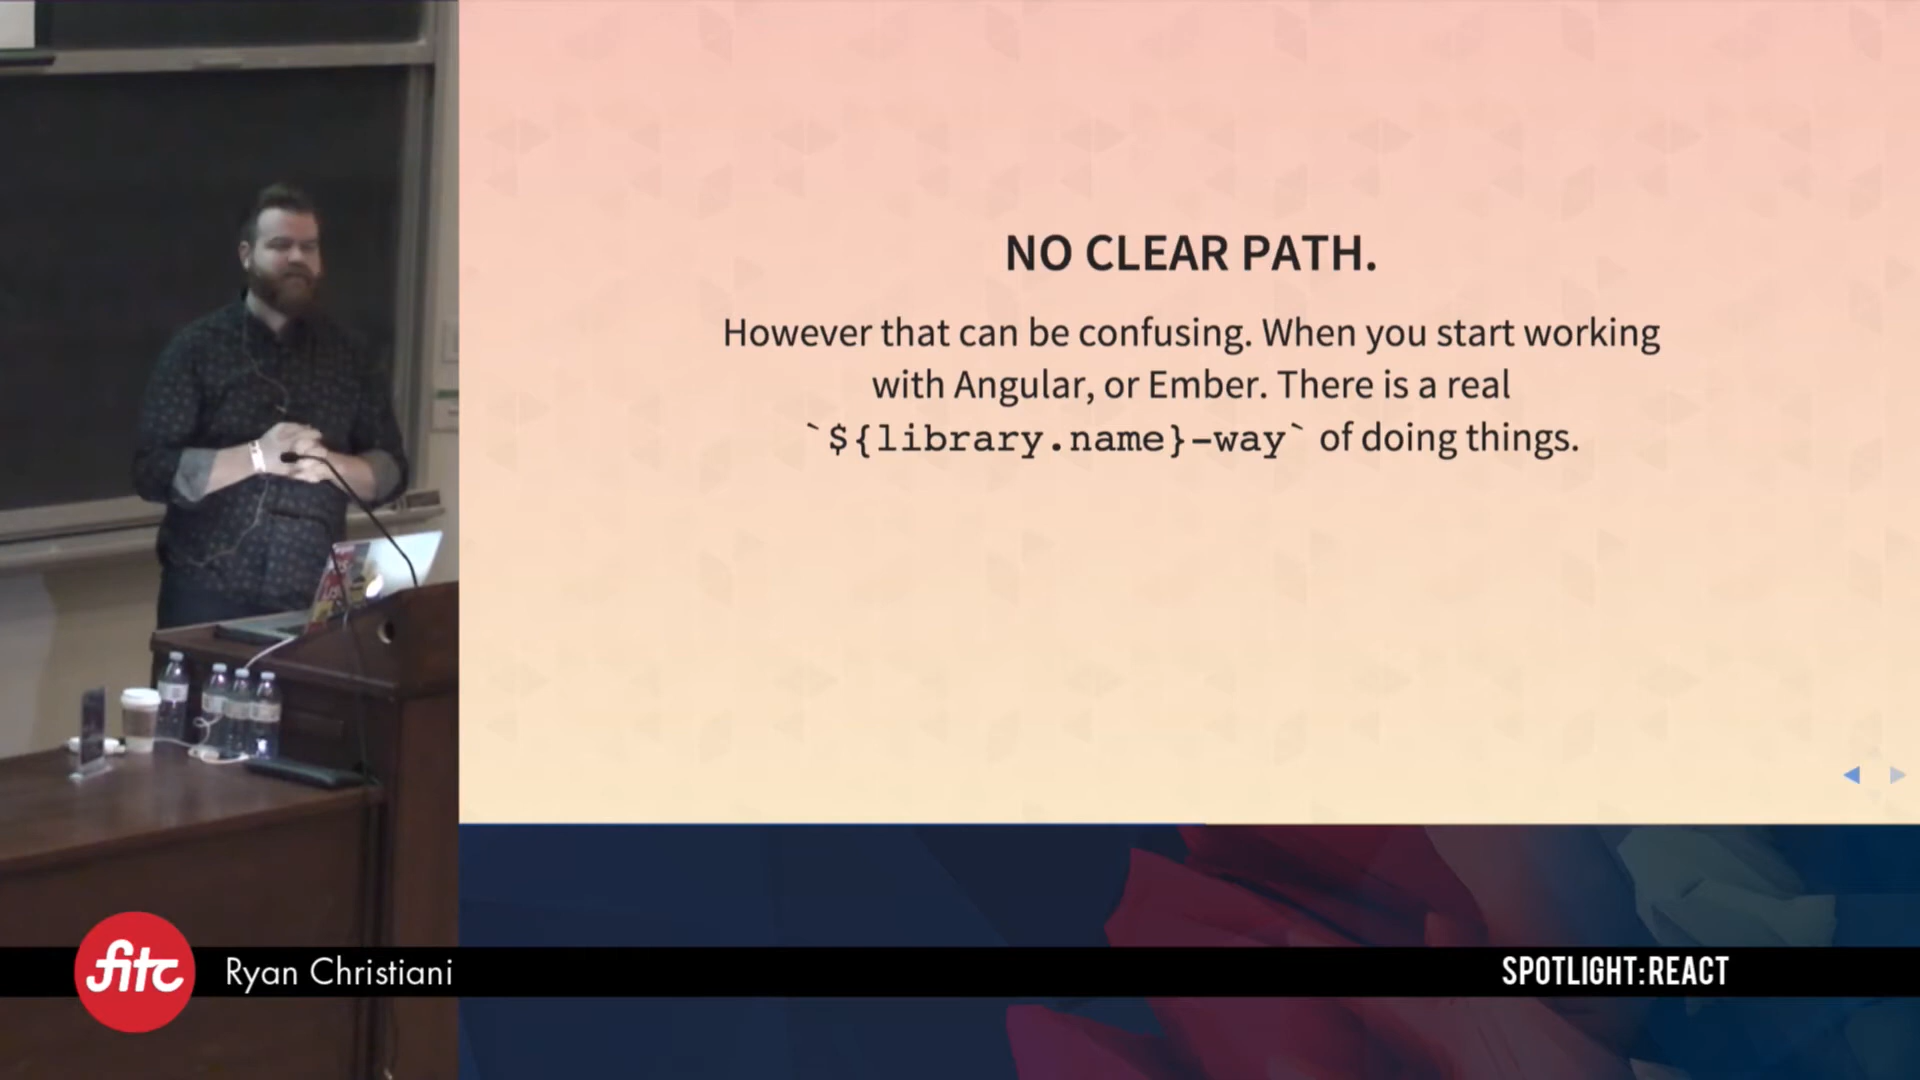 NO CLEAR PATH.
However that can be confusing. When you start working
with Angular, or Ember. There is a real
`${library.name}-way` of doing things.
fitc
Ryan Christiani
SPOTLIGHT:REACT